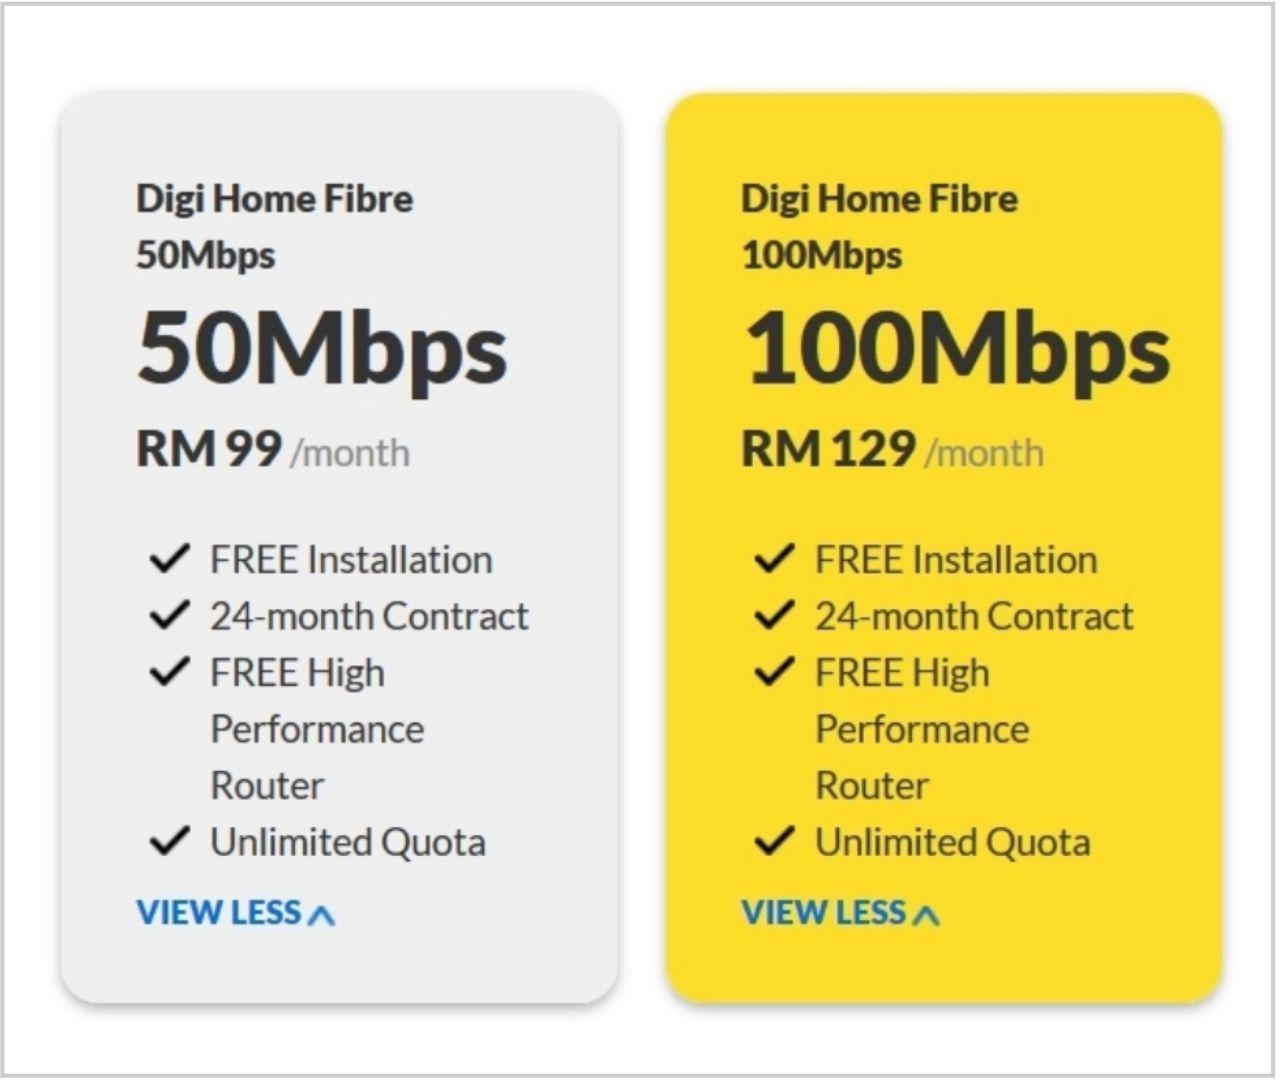 Digi Home Fibre
50Mbps
50Mbps
RM 99 /month
FREE Installation
24-month Contract
FREE High
Performance
Router
Unlimited Quota
VIEW LESS
Digi Home Fibre
100Mbps
100Mbps
RM 129 /month
FREE Installation
24-month Contract
FREE High
Performance
Router
Unlimited Quota
VIEW LESS